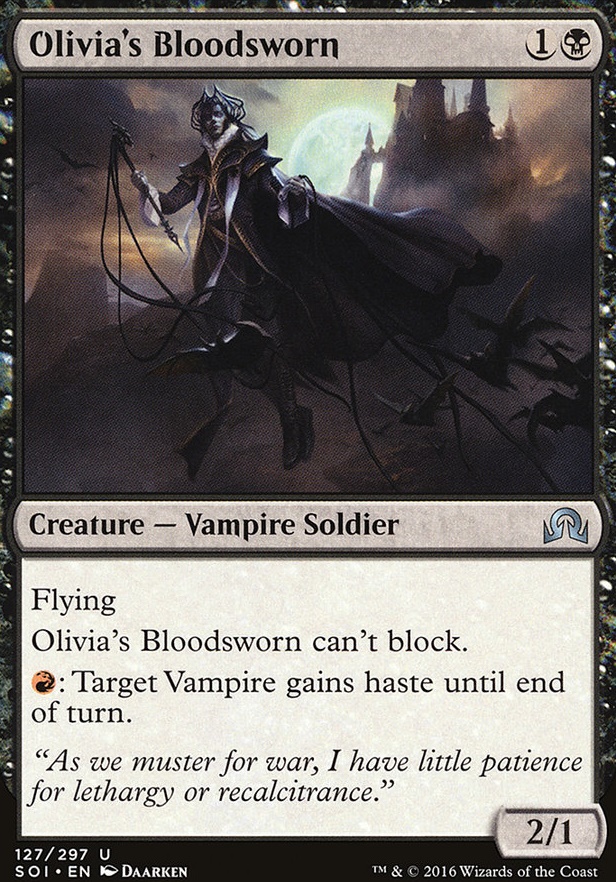 Olivia's Bloodsworn 1
Creature — Vampire Soldier
Flying
Olivia's Bloodsworn can't block.
: Target Vampire gains haste until end
of turn.
“As we muster for war, I have little patience
for lethargy or recalcitrance.”
2/1
127/297 U
SOI • EN DAARKEN ™ & © 2016 Wizards of the Coast